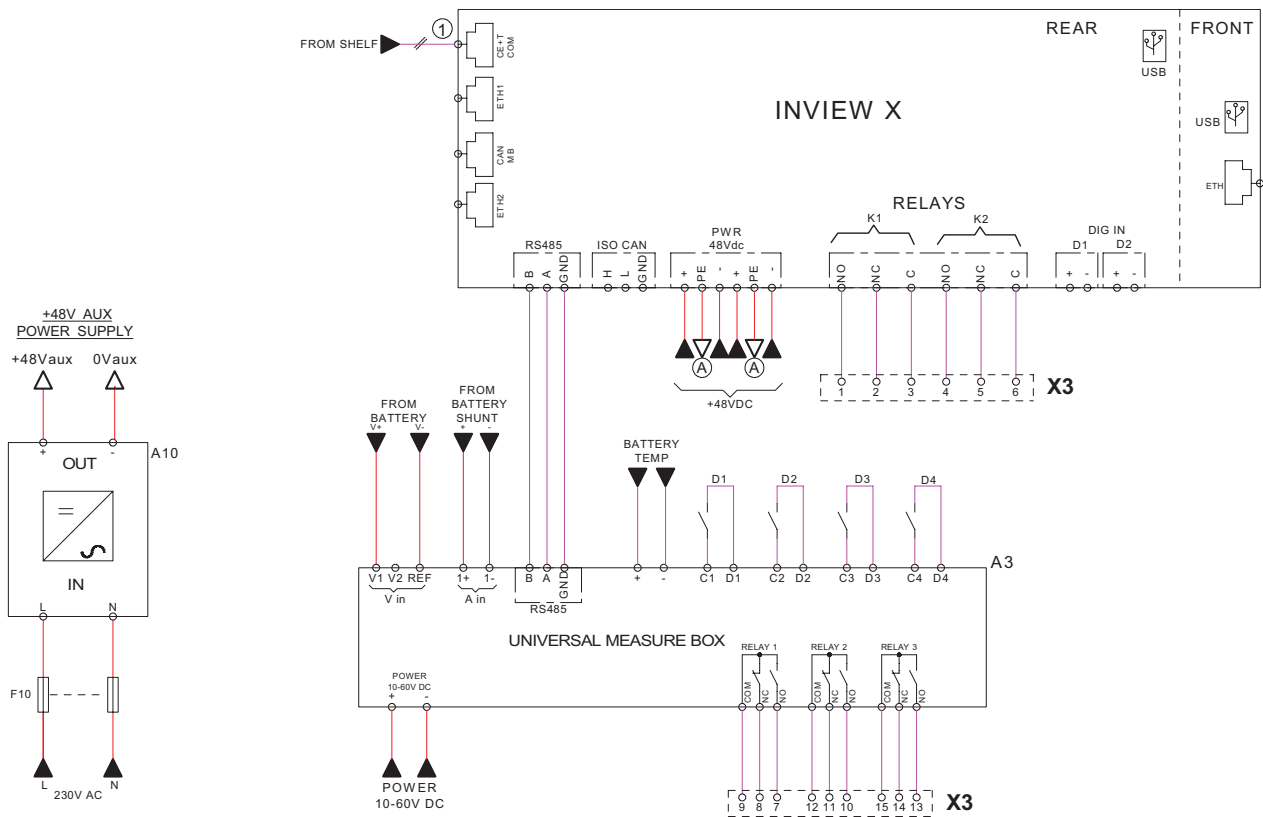 1
REAR
FRONT
FROM SHELF
CE+T
COM
USB
ETH1
INVIEW X
USB
CAN
MB
ETH
ETH2
RELAYS
K1
K2
PWR
48Vdc
DIG IN
RS485
ISO CAN
D1
D2
B
A
GND
H
L
GND
+
PE
-
+
PE
-
NO
NC
C
NO
NC
C
+
-
+
-
A
A
+48VDC
1
2
3
4
5
6
X3
+48V AUX
POWER SUPPLY
+48Vaux
0Vaux
+
-
OUT
A10
IN
L
N
F10
L
N
230V AC
FROM
BATTERY
V+
V-
FROM
BATTERY
SHUNT
+
-
BATTERY
TEMP
D1
D2
D3
D4
A3
V1
V2
REF
V in
1+
1-
A in
B
A
GND
RS485
+
-
C1
D1
C2
D2
C3
D3
C4
D4
UNIVERSAL MEASURE BOX
RELAY 1
RELAY 2
RELAY 3
COM
NC
NO
COM
NC
NO
COM
NC
NO
POWER
10-60V DC
+
-
POWER
10-60V DC
9
8
7
12
11
10
15
14
13
X3